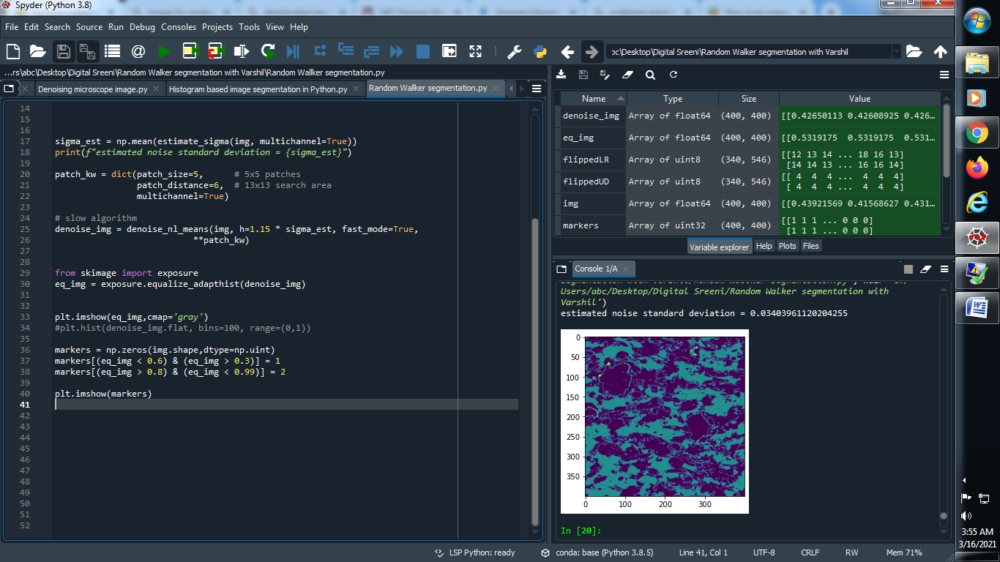 Spyder (Python 3.8)
File Edit Search Source Run Debug Consoles Projects Tools View Help
ɔc\Desktop\Digital Sreeni\Random Walker segmentation with Varshil
...rs\abc\Desktop\Digital Sreeni\Random Walker segmentation with Varshil\Random Wallker segmentation.py
Denoising microscope image.py
Histogram based image segmentation in Python.py
Random Wallker segmentation.py
14
15
16
17 sigma_est = np.mean(estimate_sigma(img, multichannel=True))
18 print(f"estimated noise standard deviation = {sigma_est}")
19
20 patch_kw = dict(patch_size=5, # 5x5 patches
21 patch_distance=6, # 13x13 search area
22 multichannel=True)
23
24 # slow algorithm
25 denoise_img = denoise_nl_means(img, h=1.15 * sigma_est, fast_mode=True,
26 **patch_kw)
27
28
29 from skimage import exposure
30 eq_img = exposure.equalize_adapthist(denoise_img)
31
32
33 plt.imshow(eq_img,cmap='gray')
34 #plt.hist(denoise_img.flat, bins=100, range=(0,1))
35
36 markers = np.zeros(img.shape,dtype=np.uint)
37 markers[(eq_img < 0.6) & (eq_img > 0.3)] = 1
38 markers[(eq_img > 0.8) & (eq_img < 0.99)] = 2
39
40 plt.imshow(markers)
41
42
43
44
45
46
47
48
49
50
51
52
Name Type Size Value
denoise_img Array of float64 (400, 400) [[0.42650113 0.42608925 0.426...
eq_img Array of float64 (400, 400) [[0.5319175 0.5319175 0.531...
flippedLR Array of uint8 (340, 546) [[12 13 14 ... 18 16 13]
[14 14 13 ... 16 16 14]
flippedUD Array of uint8 (340, 546) [[ 4 4 4 ... 4 4 4]
[ 4 4 4 ... 4 4 4]
img Array of float64 (400, 400) [[0.43921569 0.41568627 0.431...
markers Array of uint32 (400, 400) [[1 1 1 ... 0 0 0]
[1 1 1 ... 0 0 0]
Variable explorer Help Plots Files
Console 1/A
Users/abc/Desktop/Digital Sreeni/Random Walker segmentation with
Varshil')
estimated noise standard deviation = 0.03403961120204255
0
50
100
150
200
250
300
350
0 100 200 300
In [20]:
LSP Python: ready conda: base (Python 3.8.5) Line 41, Col 1 UTF-8 CRLF RW Mem 71%
3:55 AM
3/16/2021